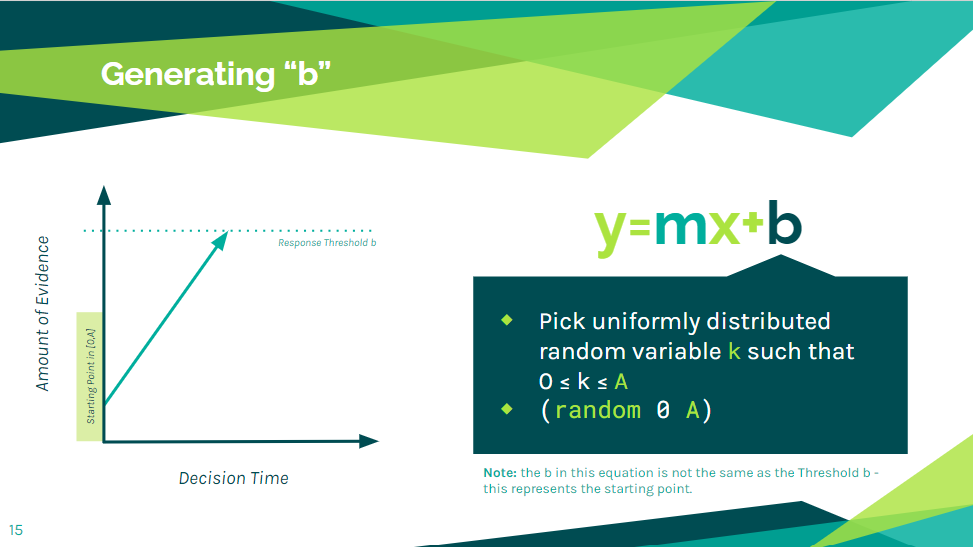 Generating “b”
Amount of Evidence
Starting Point in [0,A]
Response Threshold b
Decision Time
y=mx+b
Pick uniformly distributed
random variable k such that
0 ≤ k ≤ A
(random 0 A)
Note: the b in this equation is not the same as the Threshold b -
this represents the starting point.
15